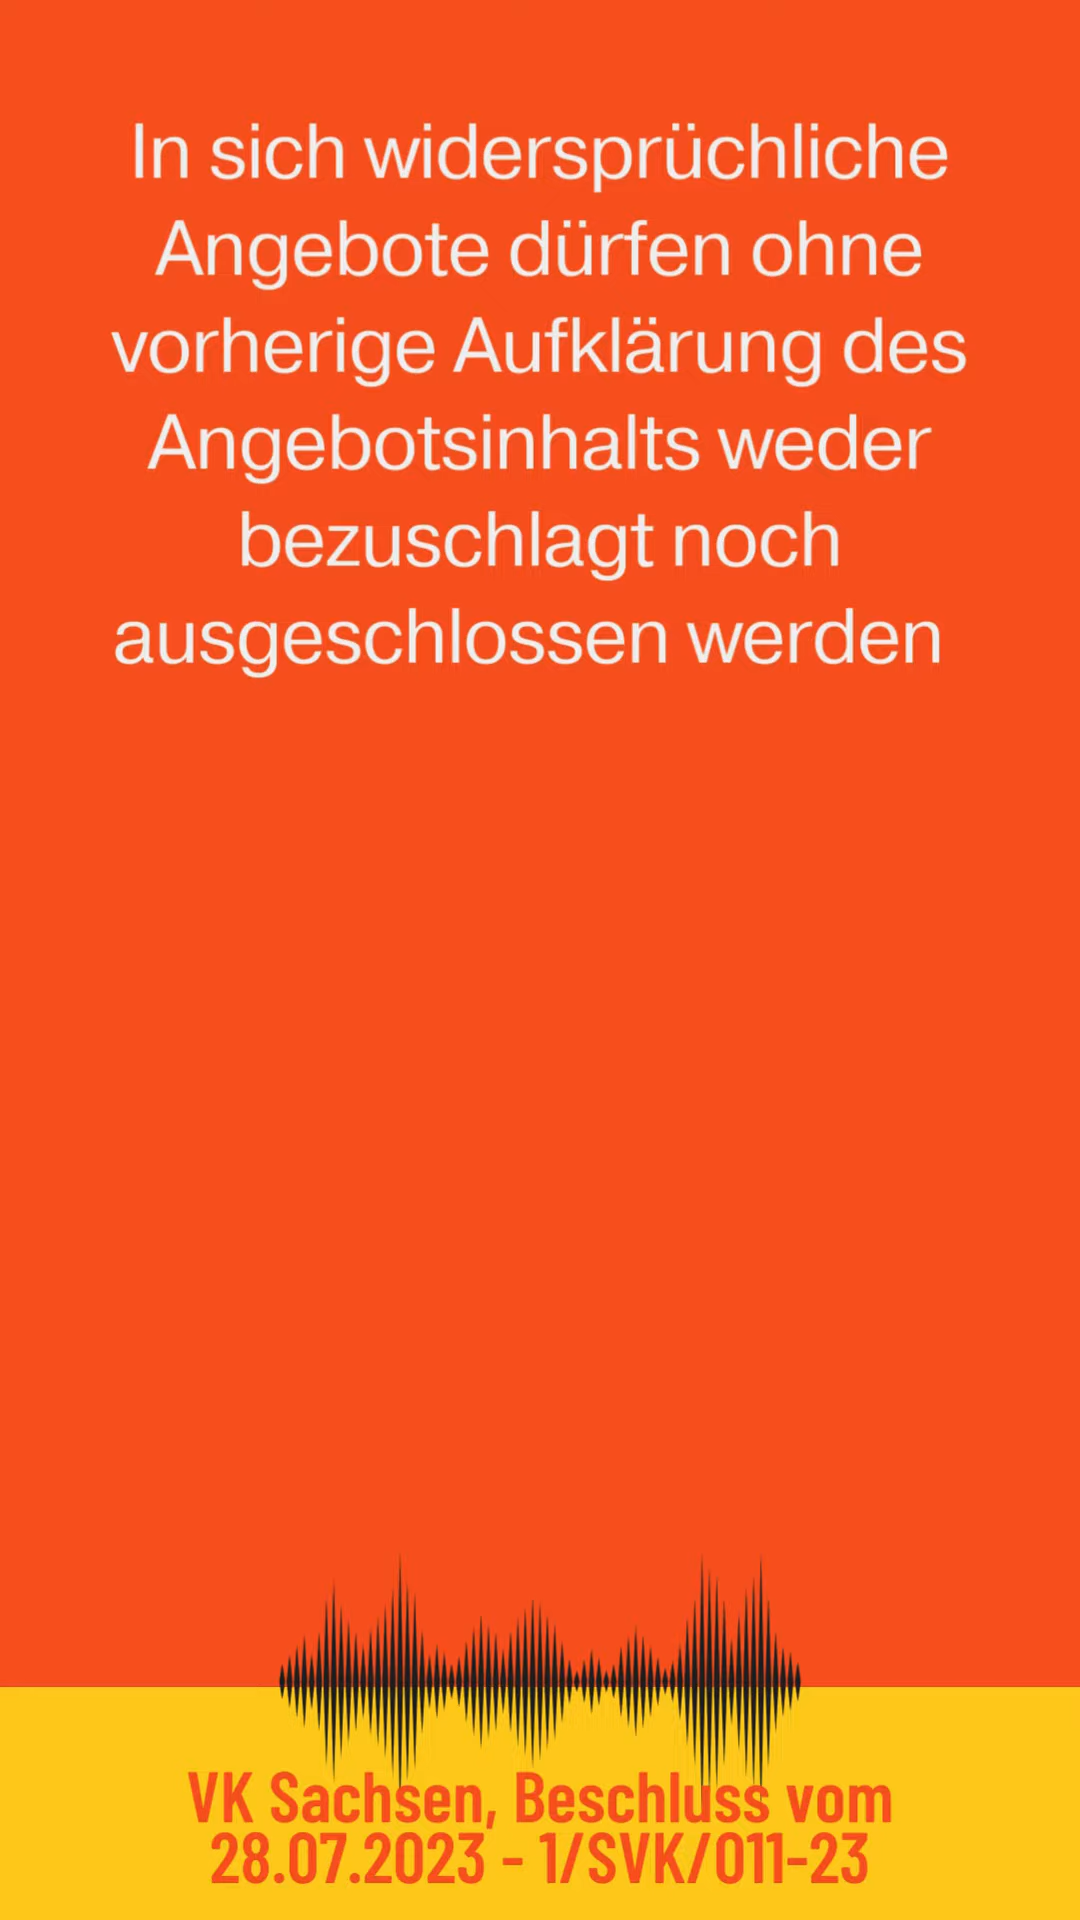 In sich widersprüchliche
Angebote dürfen ohne
vorherige Aufklärung des
Angebotsinhalts weder
bezuschlagt noch
ausgeschlossen werden
VK Sachsen, Beschluss vom
28.07.2023 - 1/SVK/011-23